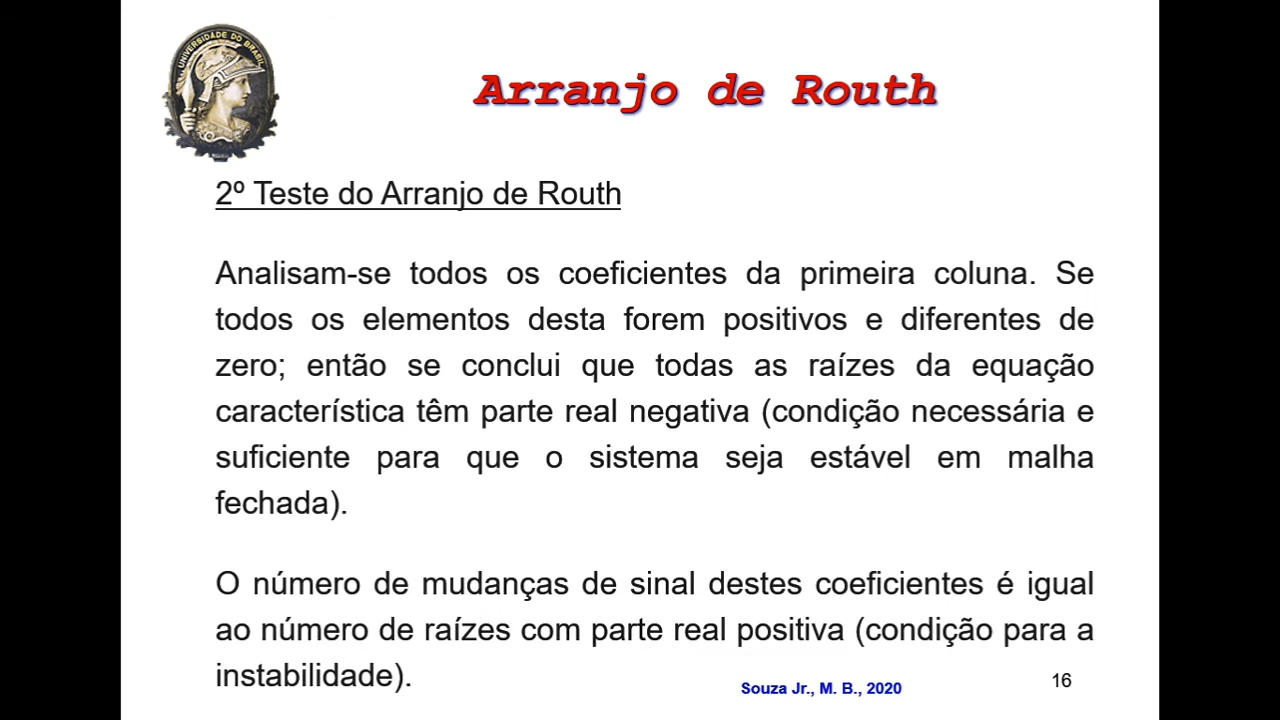 UNIVERSIDADE DO BRASIL
Arranjo de Routh
2º Teste do Arranjo de Routh
Analisam-se todos os coeficientes da primeira coluna. Se
todos os elementos desta forem positivos e diferentes de
zero; então se conclui que todas as raízes da equação
característica têm parte real negativa (condição necessária e
suficiente para que o sistema seja estável em malha
fechada).
O número de mudanças de sinal destes coeficientes é igual
ao número de raízes com parte real positiva (condição para a
instabilidade).
Souza Jr., M. B., 2020
16